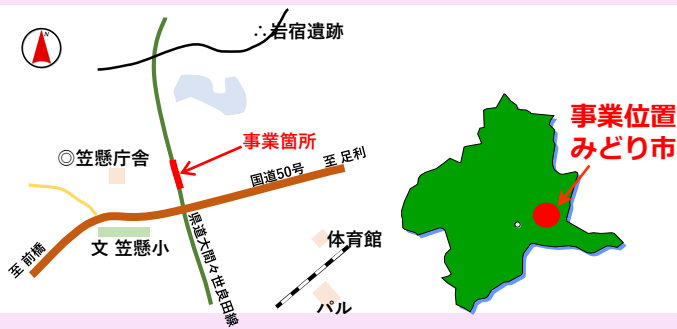 N
∴岩宿遺跡
事業箇所
◎笠懸庁舎
国道50号
至 足利
文 笠懸小
至 前橋
県道大間々世良田線
体育館
パル
事業位置
みどり市